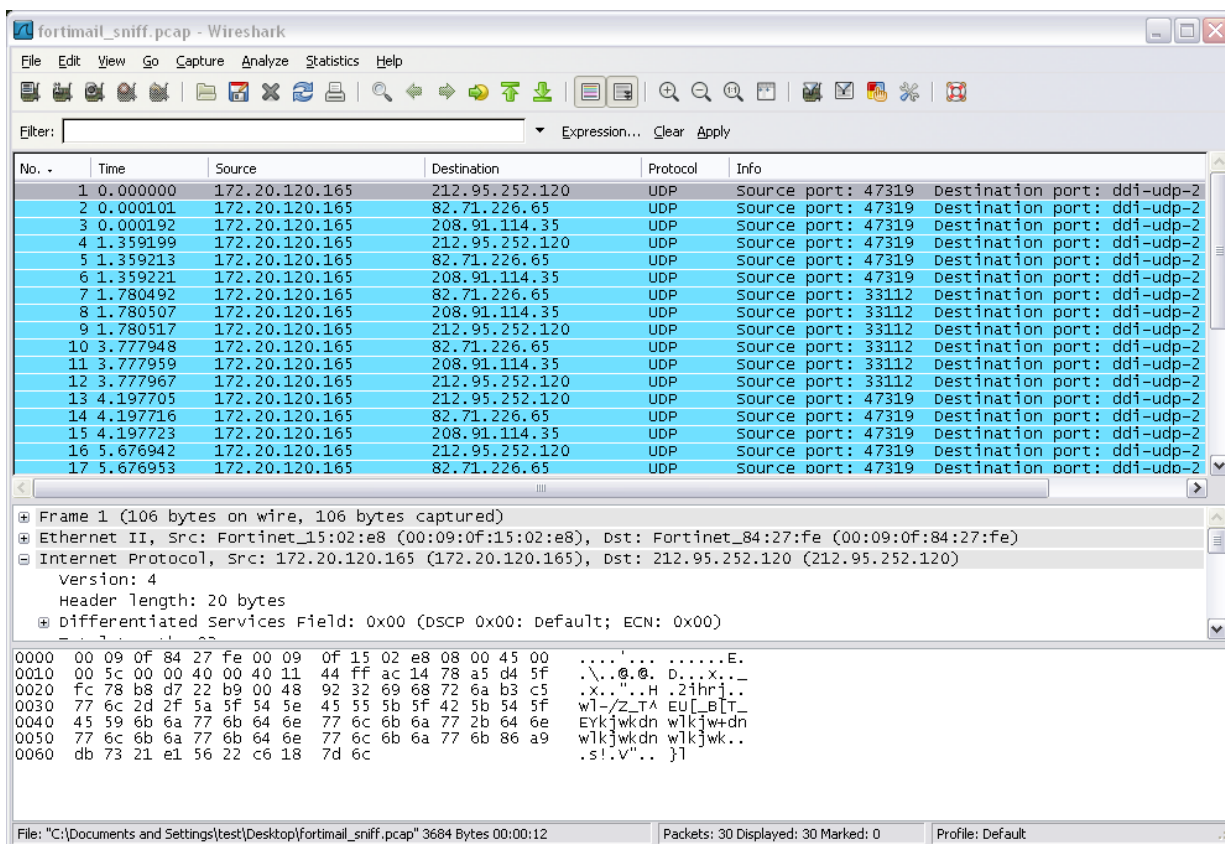 fortimail_sniff.pcap - Wireshark
File Edit View Go Capture Analyze Statistics Help
Filter: Expression... Clear Apply
No. Time Source Destination Protocol Info
1 0.000000 172.20.120.165 212.95.252.120 UDP Source port: 47319 Destination port: ddi-udp-2
2 0.000101 172.20.120.165 82.71.226.65 UDP Source port: 47319 Destination port: ddi-udp-2
3 0.000192 172.20.120.165 208.91.114.35 UDP Source port: 47319 Destination port: ddi-udp-2
4 1.359199 172.20.120.165 212.95.252.120 UDP Source port: 47319 Destination port: ddi-udp-2
5 1.359213 172.20.120.165 82.71.226.65 UDP Source port: 47319 Destination port: ddi-udp-2
6 1.359221 172.20.120.165 208.91.114.35 UDP Source port: 47319 Destination port: ddi-udp-2
7 1.780492 172.20.120.165 82.71.226.65 UDP Source port: 33112 Destination port: ddi-udp-2
8 1.780507 172.20.120.165 208.91.114.35 UDP Source port: 33112 Destination port: ddi-udp-2
9 1.780517 172.20.120.165 212.95.252.120 UDP Source port: 33112 Destination port: ddi-udp-2
10 3.777948 172.20.120.165 82.71.226.65 UDP Source port: 33112 Destination port: ddi-udp-2
11 3.777959 172.20.120.165 208.91.114.35 UDP Source port: 33112 Destination port: ddi-udp-2
12 3.777967 172.20.120.165 212.95.252.120 UDP Source port: 33112 Destination port: ddi-udp-2
13 4.197705 172.20.120.165 212.95.252.120 UDP Source port: 47319 Destination port: ddi-udp-2
14 4.197716 172.20.120.165 82.71.226.65 UDP Source port: 47319 Destination port: ddi-udp-2
15 4.197723 172.20.120.165 208.91.114.35 UDP Source port: 47319 Destination port: ddi-udp-2
16 5.676942 172.20.120.165 212.95.252.120 UDP Source port: 47319 Destination port: ddi-udp-2
17 5.676953 172.20.120.165 82.71.226.65 UDP Source port: 47319 Destination port: ddi-udp-2
Frame 1 (106 bytes on wire, 106 bytes captured)
Ethernet II, Src: Fortinet_15:02:e8 (00:09:0f:15:02:e8), Dst: Fortinet_84:27:fe (00:09:0f:84:27:fe)
Internet Protocol, Src: 172.20.120.165 (172.20.120.165), Dst: 212.95.252.120 (212.95.252.120)
Version: 4
Header length: 20 bytes
Differentiated Services Field: 0x00 (DSCP 0x00: Default; ECN: 0x00)
0000 00 09 0f 84 27 fe 00 09 0f 15 02 e8 08 00 45 00 ....'... ......E.
0010 00 5c 00 00 40 00 40 11 44 ff ac 14 78 a5 d4 5f .\..@.@. D...x.._
0020 fc 78 b8 d7 22 b9 00 48 92 32 69 68 72 6a b3 c5 .x.."..H .2ihrj..
0030 77 6c 2d 2f 5a 5f 54 5e 45 55 5b 5f 42 5b 54 5f wl-/Z_T^ EU[_B[T_
0040 45 59 6b 6a 77 6b 64 6e 77 6c 6b 6a 77 2b 64 6e EYkjwkdn wlkjw+dn
0050 77 6c 6b 6a 77 6b 64 6e 77 6c 6b 6a 77 6b 86 a9 wlkjwkdn wlkjwk..
0060 db 73 21 e1 56 22 c6 18 7d 6c .s!.V".. }l
File: "C:\Documents and Settings\test\Desktop\fortimail_sniff.pcap" 3684 Bytes 00:00:12 Packets: 30 Displayed: 30 Marked: 0 Profile: Default